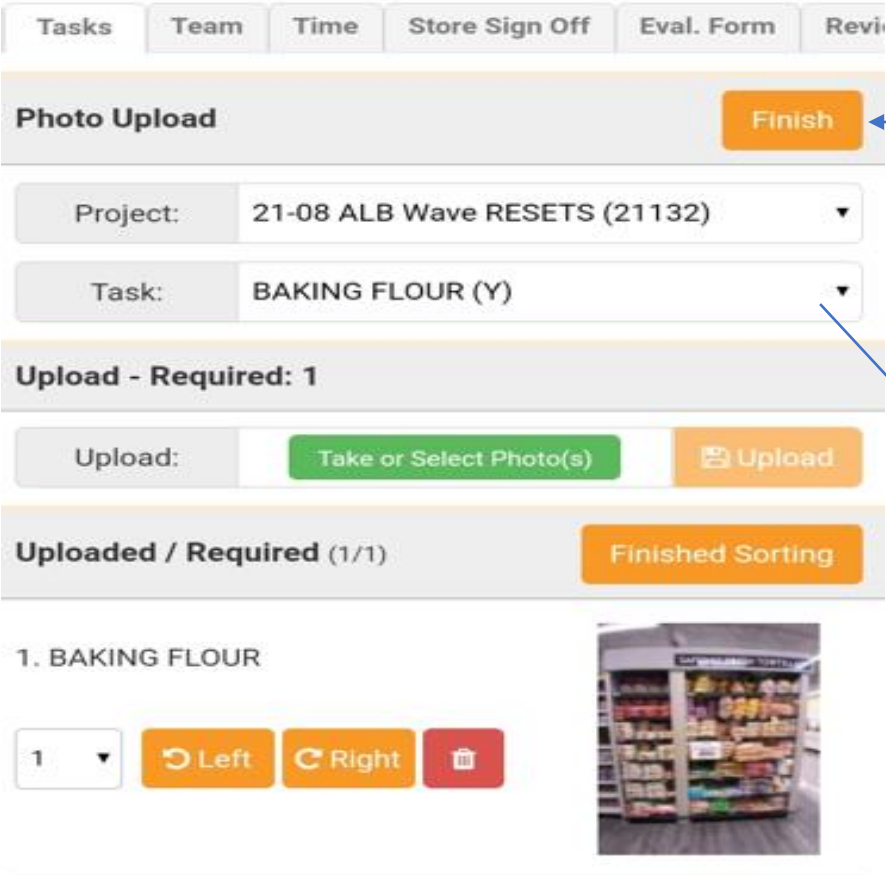 Tasks Team Time Store Sign Off Eval. Form Revi
Photo Upload Finish
Project: 21-08 ALB Wave RESETS (21132)
Task: BAKING FLOUR (Y)
Upload - Required: 1
Upload: Take or Select Photo(s) Upload
Uploaded / Required (1/1) Finished Sorting
1. BAKING FLOUR
1 Left Right